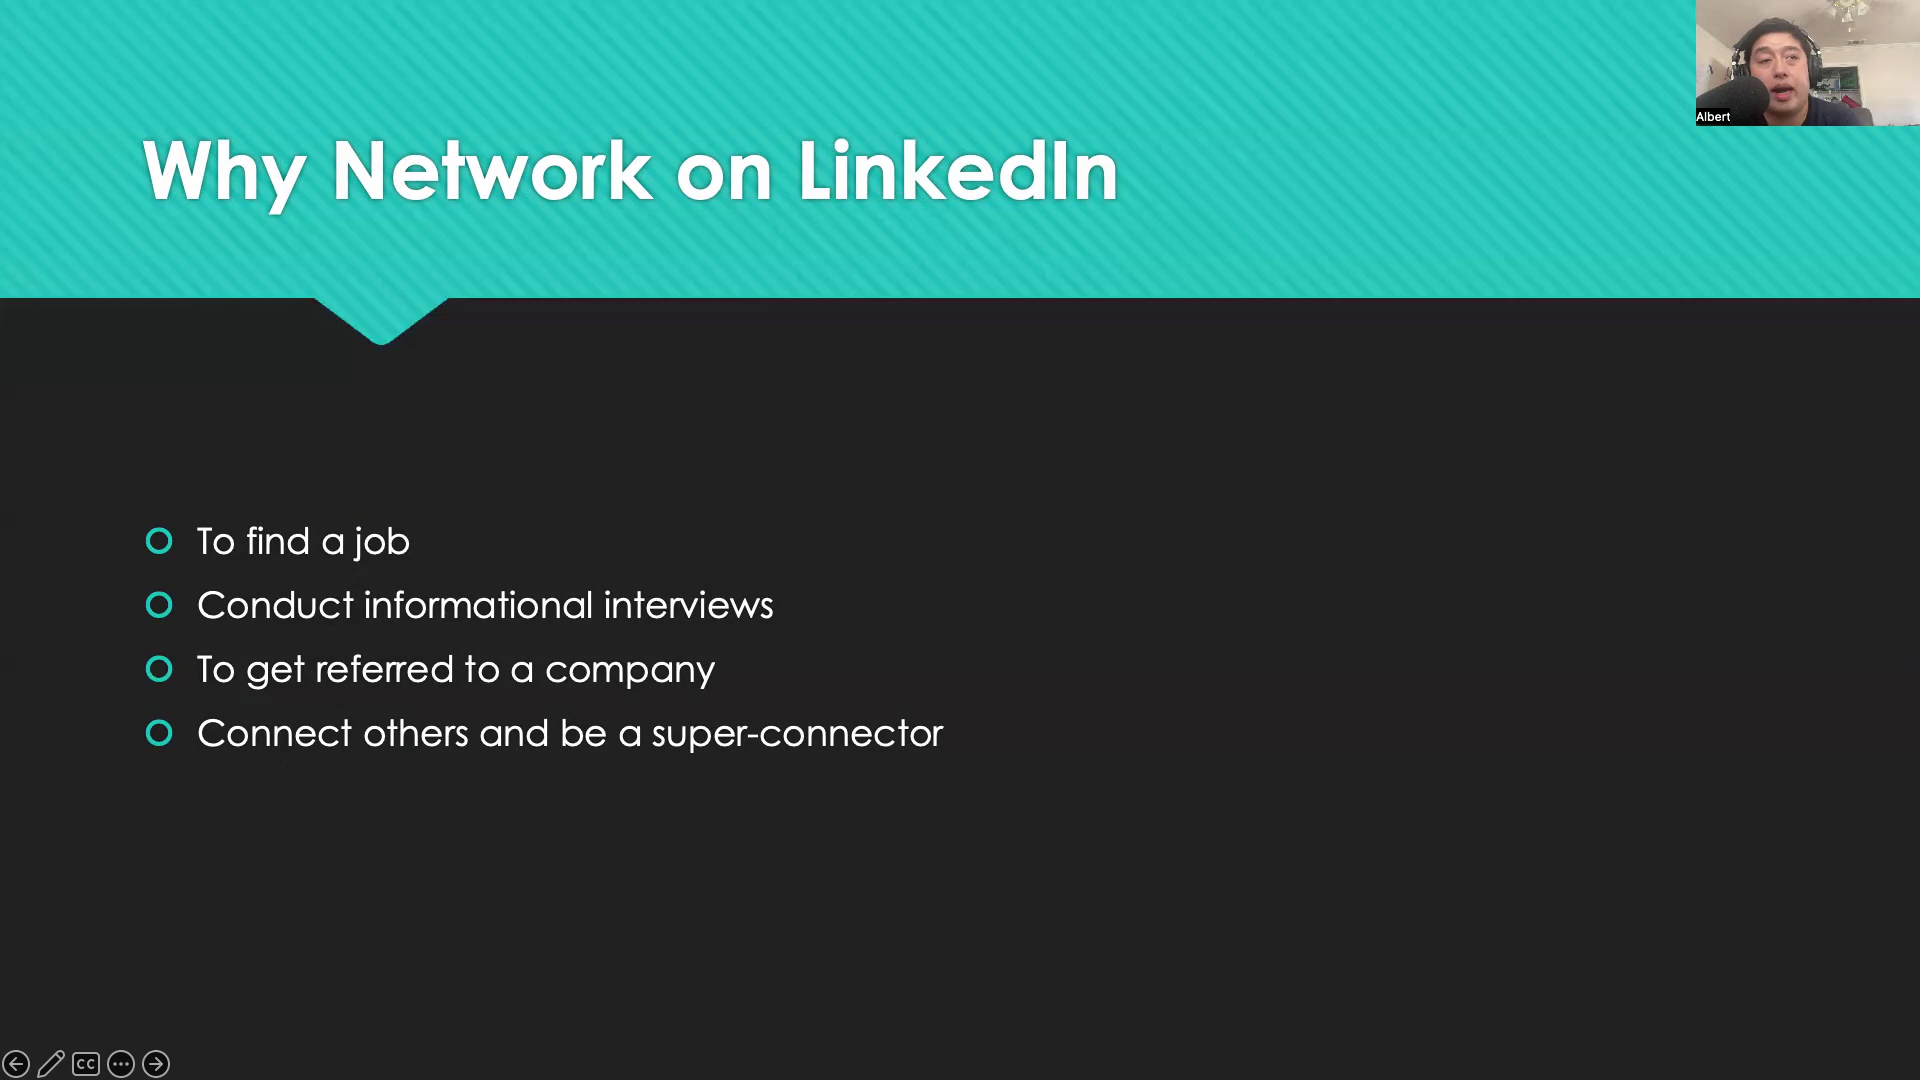 Albert
Why Network on LinkedIn
To find a job
Conduct informational interviews
To get referred to a company
Connect others and be a super-connector
CC